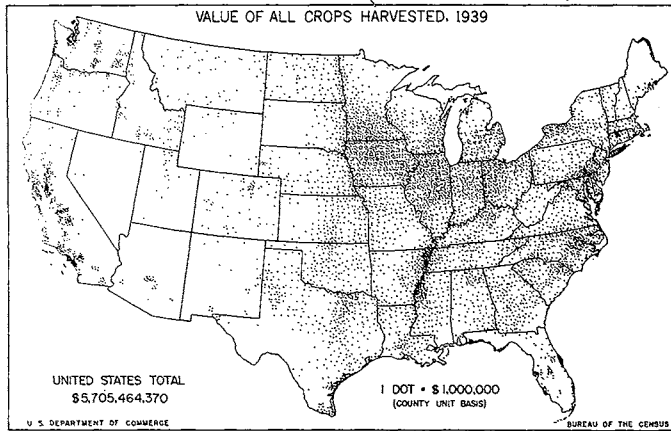 VALUE OF ALL CROPS HARVESTED, 1939
UNITED STATES TOTAL
$5,705,464,370
1 DOT = $1,000,000
(COUNTY UNIT BASIS)
U. S. DEPARTMENT OF COMMERCE
BUREAU OF THE CENSUS